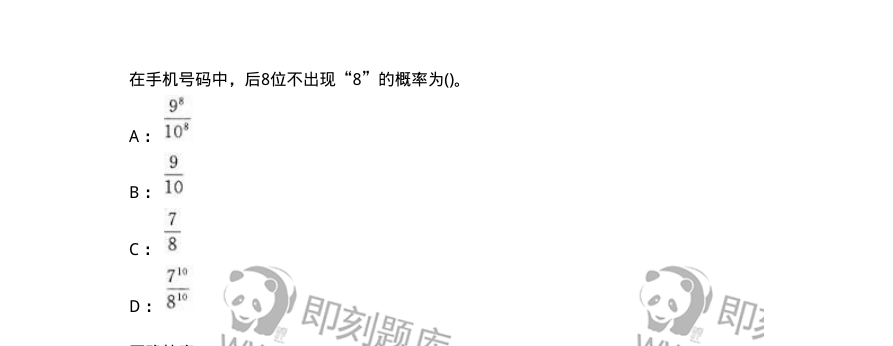 在手机号码中，后8位不出现“8”的概率为()。
A： 9⁸/10⁸
B： 9/10
C： 7/8
D： 7¹⁰/8¹⁰
即刻题库 即刻